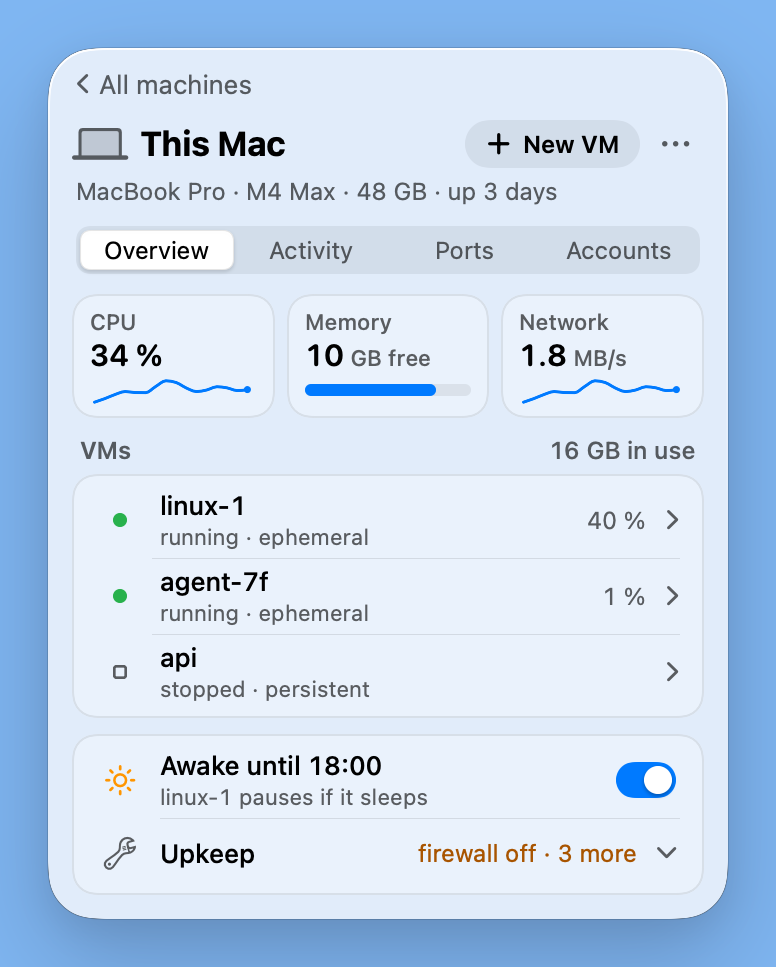 All machines
This Mac
New VM
MacBook Pro · M4 Max · 48 GB · up 3 days
Overview Activity Ports Accounts
CPU Memory Network
34 % 10 GB free 1.8 MB/s
VMs 16 GB in use
linux-1
running · ephemeral
40 %
agent-7f
running · ephemeral
1 %
api
stopped · persistent
Awake until 18:00
linux-1 pauses if it sleeps
Upkeep firewall off · 3 more